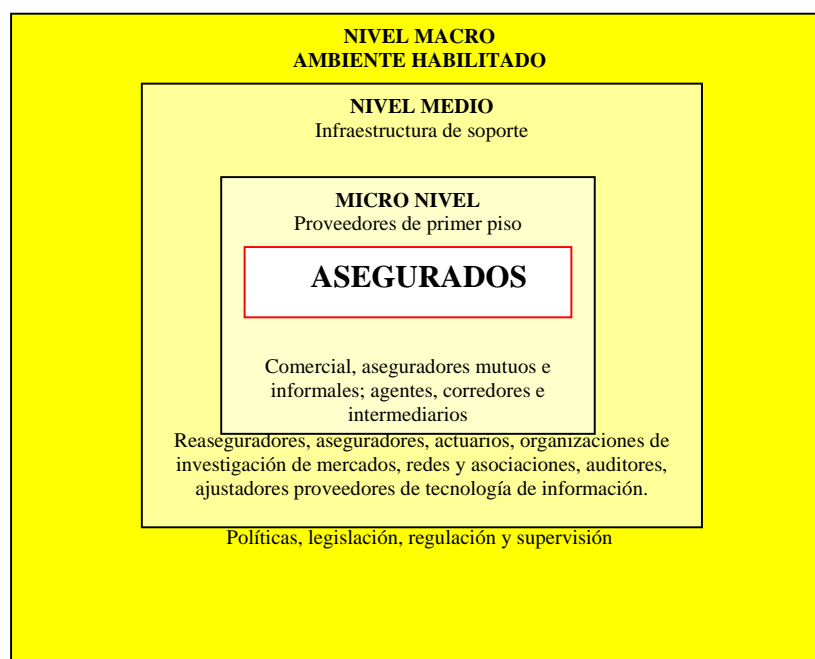 NIVEL MACRO
AMBIENTE HABILITADO
NIVEL MEDIO
Infraestructura de soporte
MICRO NIVEL
Proveedores de primer piso
ASEGURADOS
Comercial, aseguradores mutuos e
informales; agentes, corredores e
intermediarios
Reaseguradores, aseguradores, actuarios, organizaciones de
investigación de mercados, redes y asociaciones, auditores,
ajustadores proveedores de tecnología de información.
Políticas, legislación, regulación y supervisión